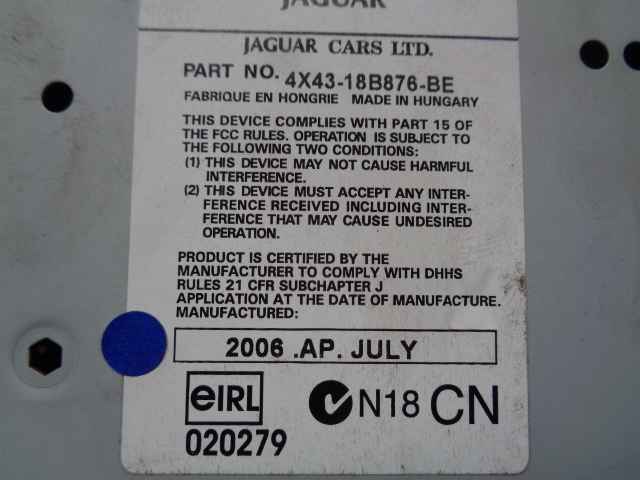 JAGUAR
JAGUAR CARS LTD.
PART NO. 4X43-18B876-BE
FABRIQUE EN HONGRIE MADE IN HUNGARY
THIS DEVICE COMPLIES WITH PART 15 OF
THE FCC RULES. OPERATION IS SUBJECT TO
THE FOLLOWING TWO CONDITIONS:
(1) THIS DEVICE MAY NOT CAUSE HARMFUL
INTERFERENCE.
(2) THIS DEVICE MUST ACCEPT ANY INTER-
FERENCE RECEIVED INCLUDING INTER-
FERENCE THAT MAY CAUSE UNDESIRED
OPERATION.
PRODUCT IS CERTIFIED BY THE
MANUFACTURER TO COMPLY WITH DHHS
RULES 21 CFR SUBCHAPTER J
APPLICATION AT THE DATE OF MANUFACTURE.
MANUFACTURED:
2006 .AP. JULY
eIRL N18 CN
020279